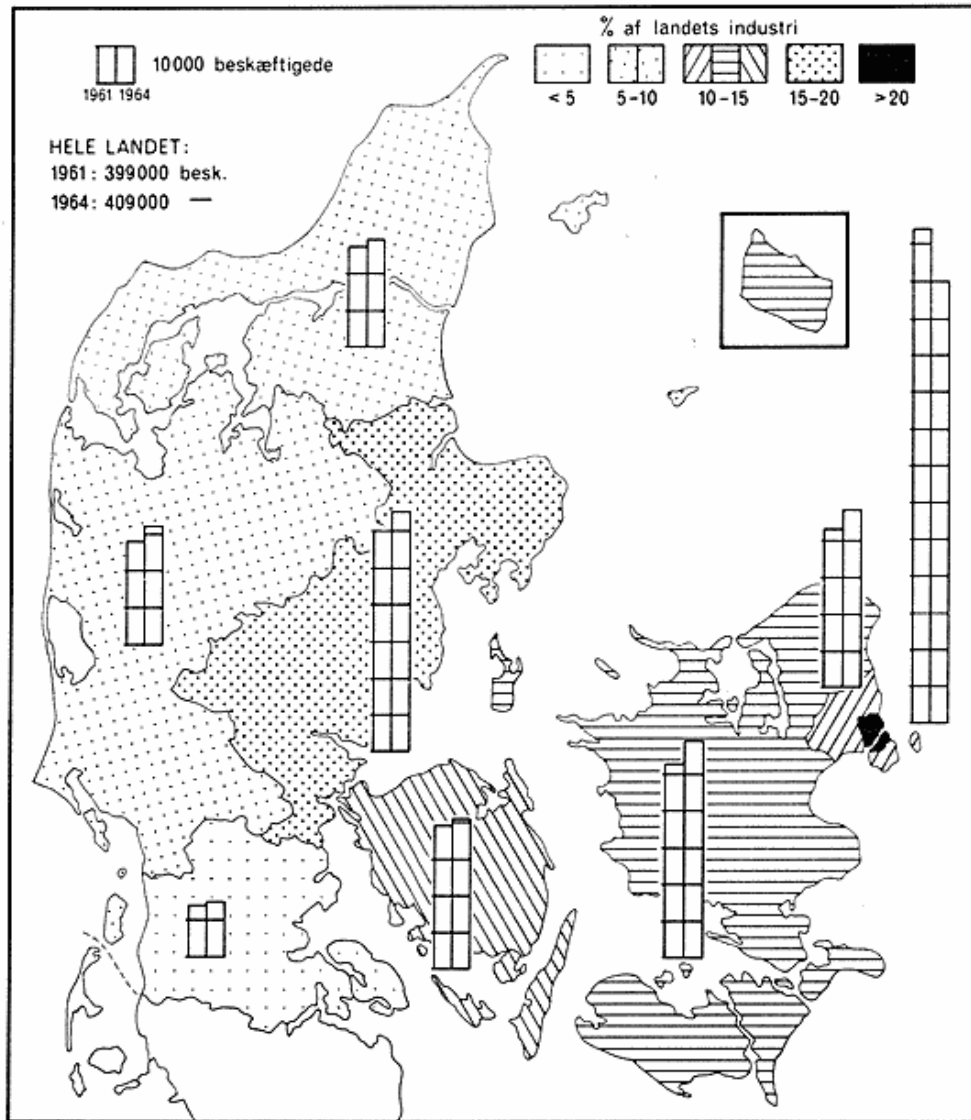 % af landets industri
10000 beskæftigede
1961 1964
< 5 5-10 10-15 15-20 >20
HELE LANDET:
1961: 399000 besk.
1964: 409000 —